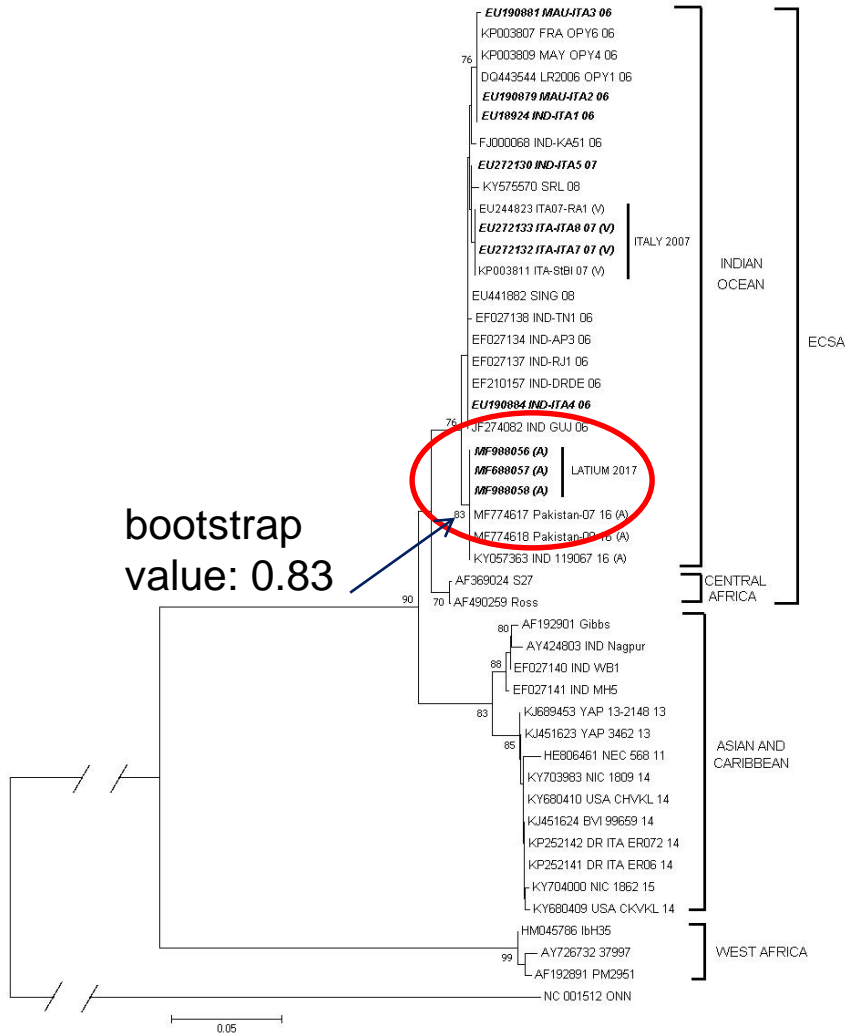 EU190881 MAU-ITA3 06
KP003807 FRA OPY6 06
KP003809 MAY OPY4 06
76
DQ443544 LR2006 OPY1 06
EU190879 MAU-ITA2 06
EU18924 IND-ITA1 06
FJ000068 IND-KA51 06
EU272130 IND-ITA5 07
KY575570 SRL 08
EU244823 ITA07-RA1 (V)
EU272133 ITA-ITA8 07 (V)
ITALY 2007
EU272132 ITA-ITA7 07 (V)
KP003811 ITA-StBl 07 (V)
INDIAN
OCEAN
EU441882 SING 08
EF027138 IND-TN1 06
EF027134 IND-AP3 06
ECSA
EF027137 IND-RJ1 06
EF210157 IND-DRDE 06
EU190884 IND-ITA4 06
76
JF274082 IND GUJ 06
MF988056 (A)
MF688057 (A)
LATIUM 2017
MF988058 (A)
83
MF774617 Pakistan-07 16 (A)
MF774618 Pakistan-09 16 (A)
KY057363 IND 119067 16 (A)
bootstrap
value: 0.83
AF369024 S27
CENTRAL
AFRICA
90
70
AF490259 Ross
80
AF192901 Gibbs
AY424803 IND Nagpur
88
EF027140 IND WB1
EF027141 IND MH5
83
KJ689453 YAP 13-2148 13
KJ451623 YAP 3462 13
85
HE806461 NEC 568 11
ASIAN AND
CARIBBEAN
KY703983 NIC 1809 14
KY680410 USA CHVKL 14
KJ451624 BVI 99659 14
KP252142 DR ITA ER072 14
KP252141 DR ITA ER06 14
KY704000 NIC 1862 15
KY680409 USA CKVKL 14
HM045786 IbH35
99
AY726732 37997
WEST AFRICA
AF192891 PM2951
NC 001512 ONN
0.05